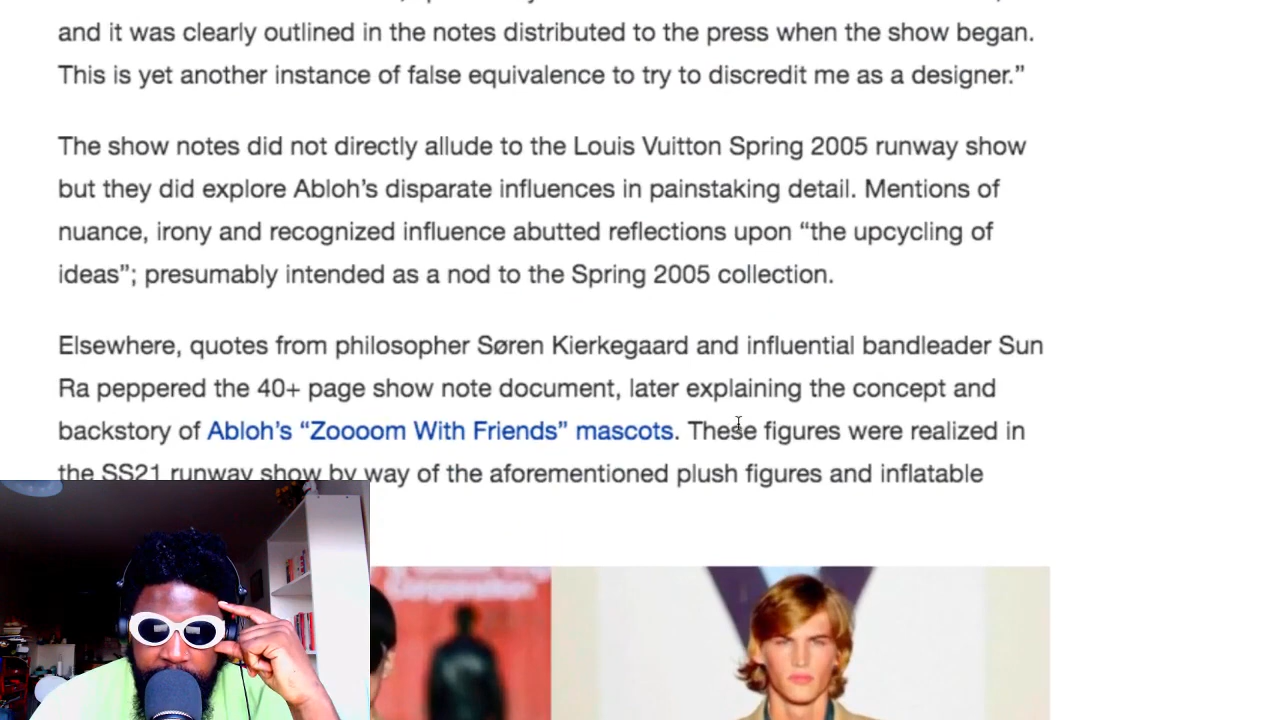 and it was clearly outlined in the notes distributed to the press when the show began.
This is yet another instance of false equivalence to try to discredit me as a designer.”
The show notes did not directly allude to the Louis Vuitton Spring 2005 runway show
but they did explore Abloh’s disparate influences in painstaking detail. Mentions of
nuance, irony and recognized influence abutted reflections upon “the upcycling of
ideas”; presumably intended as a nod to the Spring 2005 collection.
Elsewhere, quotes from philosopher Søren Kierkegaard and influential bandleader Sun
Ra peppered the 40+ page show note document, later explaining the concept and
backstory of Abloh’s “Zoooom With Friends” mascots. These figures were realized in
the SS21 runway show by way of the aforementioned plush figures and inflatable